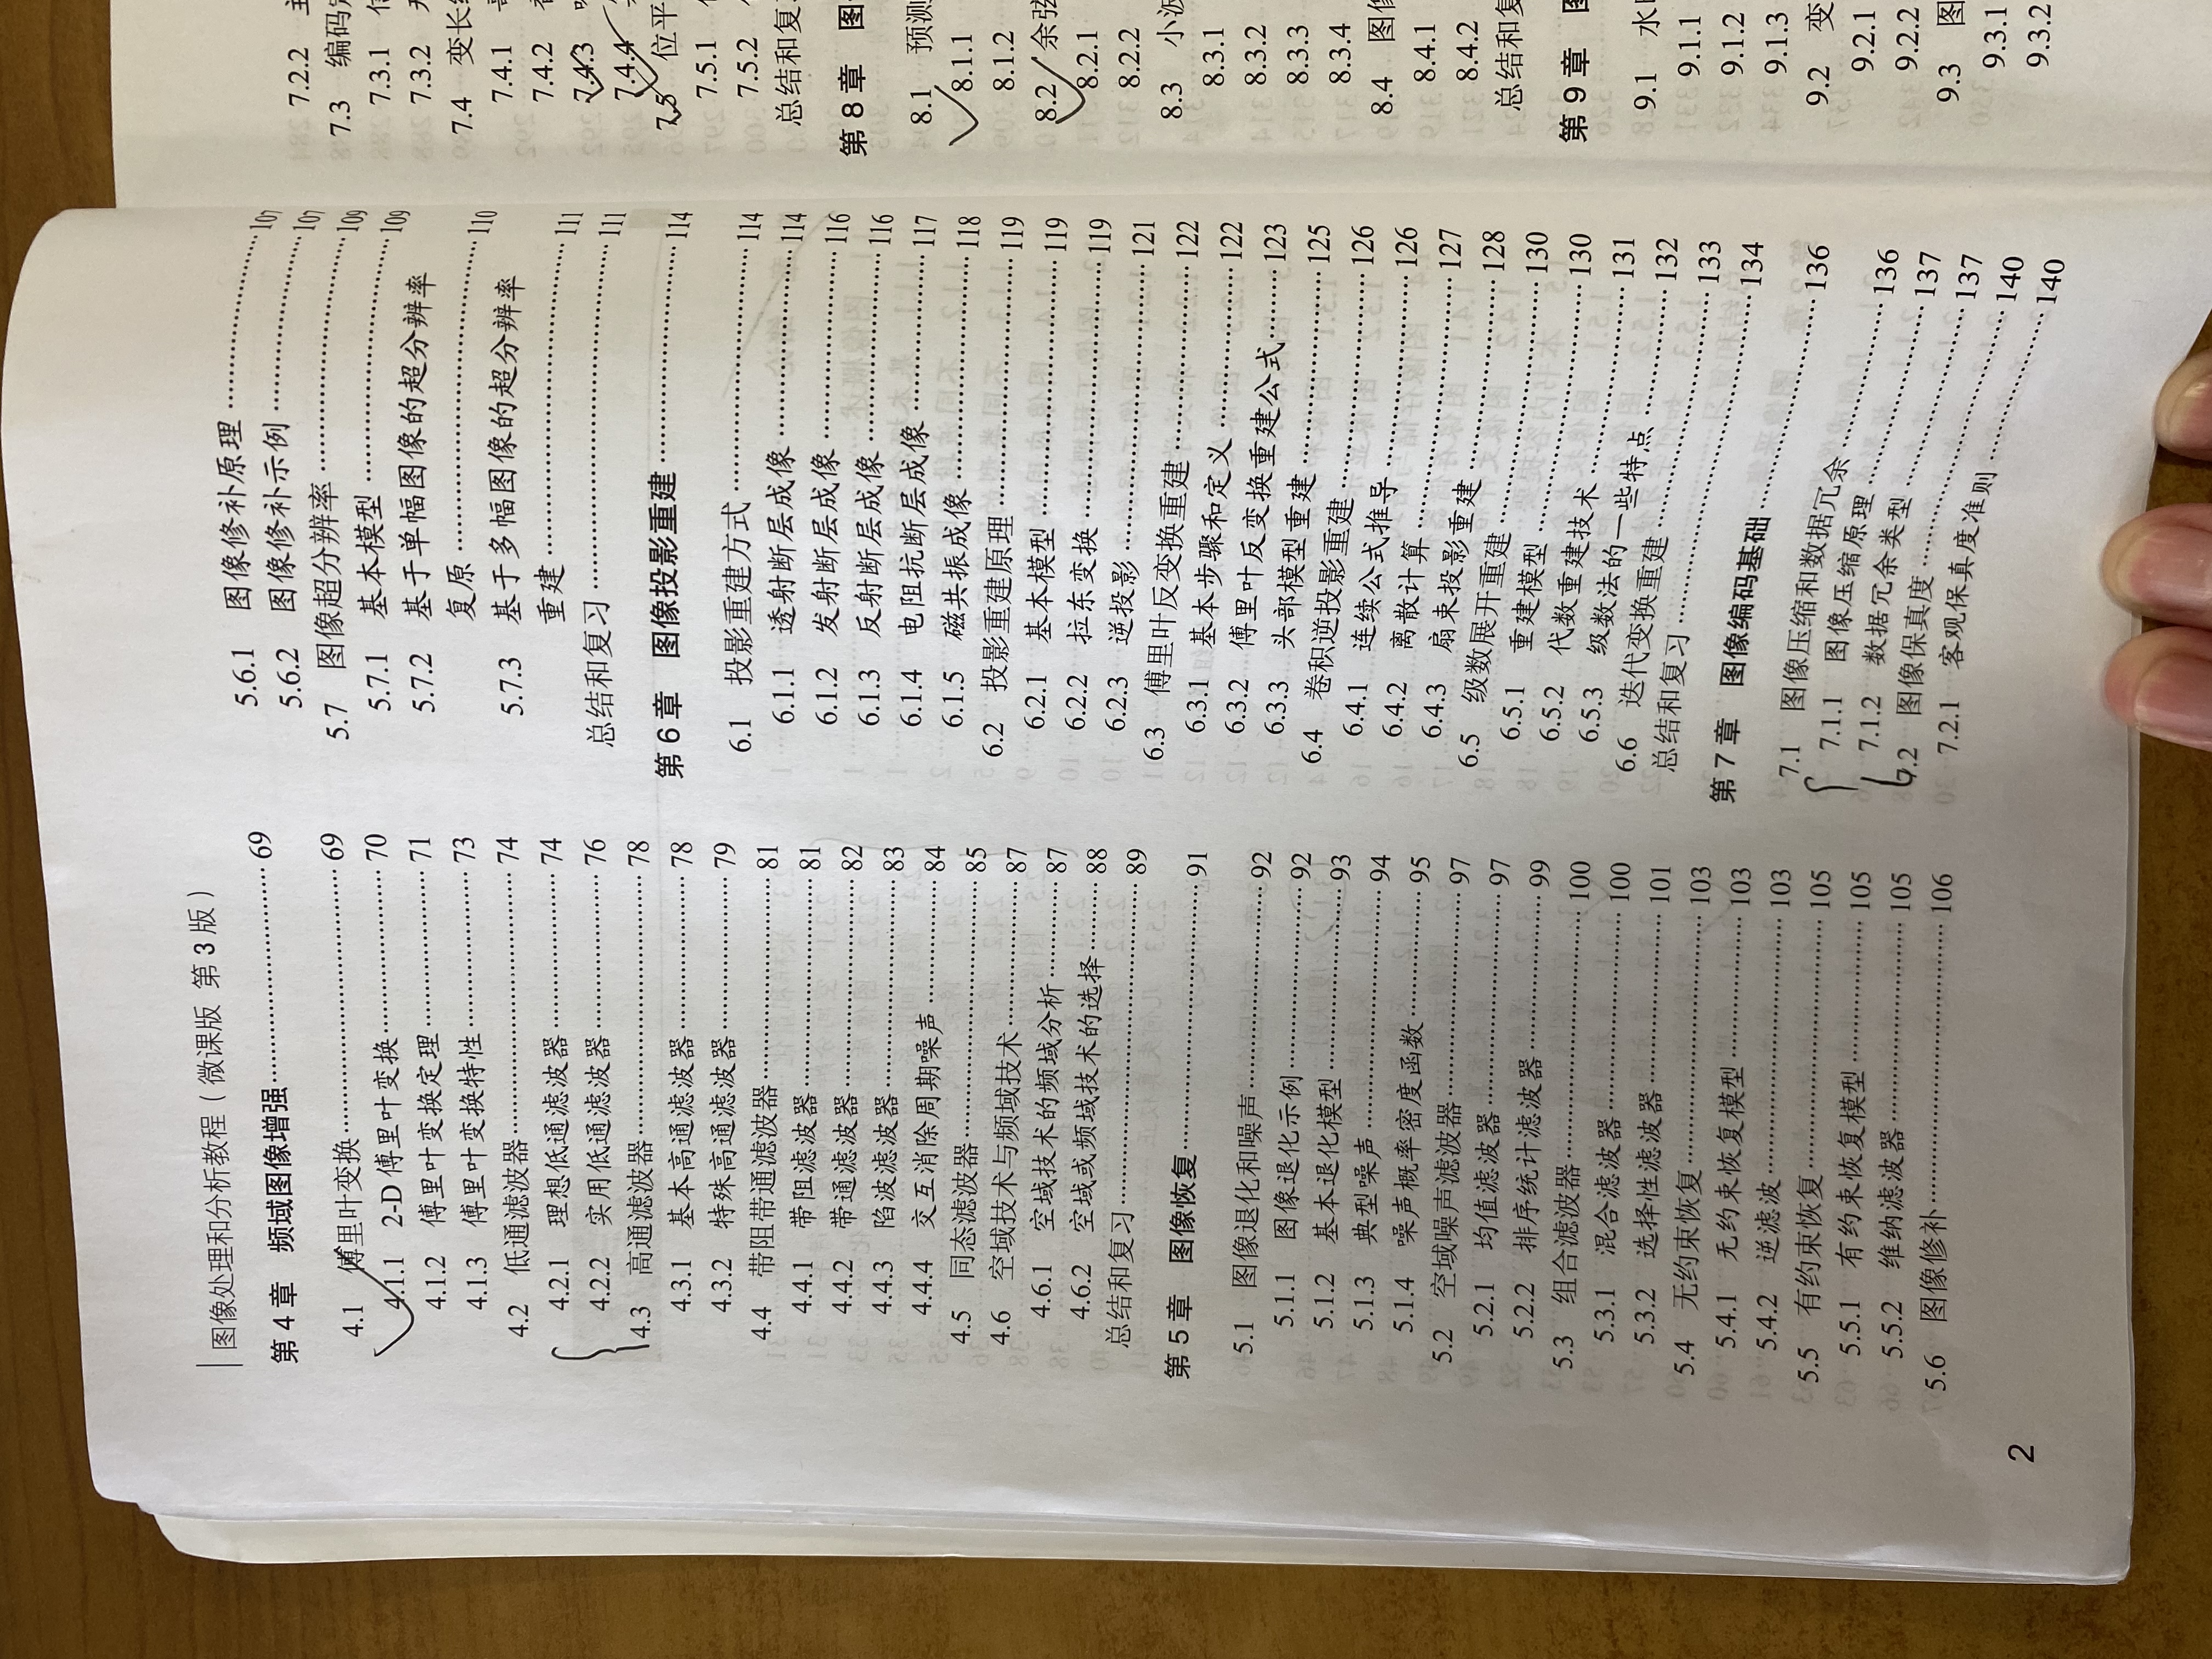 图像处理和分析教程（微课版 第3版）
第4章 频域图像增强 69
4.1 傅里叶变换 69
4.1.1 2-D傅里叶变换 70
4.1.2 傅里叶变换定理 71
4.1.3 傅里叶变换特性 73
4.2 低通滤波器 74
4.2.1 理想低通滤波器 74
4.2.2 实用低通滤波器 76
4.3 高通滤波器 78
4.3.1 基本高通滤波器 78
4.3.2 特殊高通滤波器 79
4.4 带阻带通滤波器 81
4.4.1 带阻滤波器 81
4.4.2 带通滤波器 82
4.4.3 陷波滤波器 83
4.4.4 交互消除周期噪声 84
4.5 同态滤波器 85
4.6 空域技术与频域技术 87
4.6.1 空域技术的频域分析 87
4.6.2 空域或频域技术的选择 88
总结和复习 89
第5章 图像恢复 91
5.1 图像退化和噪声 92
5.1.1 图像退化示例 92
5.1.2 基本退化模型 93
5.1.3 典型噪声 94
5.1.4 噪声概率密度函数 95
5.2 空域噪声滤波器 97
5.2.1 均值滤波器 97
5.2.2 排序统计滤波器 99
5.3 组合滤波器 100
5.3.1 混合滤波器 100
5.3.2 选择性滤波器 101
5.4 无约束恢复 103
5.4.1 无约束恢复模型 103
5.4.2 逆滤波 103
5.5 有约束恢复 105
5.5.1 有约束恢复模型 105
5.5.2 维纳滤波器 105
5.6 图像修补 106
2
5.6.1 图像修补原理 107
5.6.2 图像修补示例 107
5.7 图像超分辨率 109
5.7.1 基本模型 109
5.7.2 基于单幅图像的超分辨率
复原 110
5.7.3 基于多幅图像的超分辨率
重建 111
总结和复习 111
第6章 图像投影重建 114
6.1 投影重建方式 114
6.1.1 透射断层成像 114
6.1.2 发射断层成像 116
6.1.3 反射断层成像 116
6.1.4 电阻抗断层成像 117
6.1.5 磁共振成像 118
6.2 投影重建原理 119
6.2.1 基本模型 119
6.2.2 拉东变换 119
6.2.3 逆投影 121
6.3 傅里叶反变换重建 122
6.3.1 基本步骤和定义 122
6.3.2 傅里叶反变换重建公式 123
6.3.3 头部模型重建 125
6.4 卷积逆投影重建 126
6.4.1 连续公式推导 126
6.4.2 离散计算 127
6.4.3 扇束投影重建 128
6.5 级数展开重建 130
6.5.1 重建模型 130
6.5.2 代数重建技术 131
6.5.3 级数法的一些特点 132
6.6 迭代变换重建 133
总结和复习 134
第7章 图像编码基础 136
7.1 图像压缩和数据冗余 136
7.1.1 图像压缩原理 137
7.1.2 数据冗余类型 137
7.2 图像保真度 140
7.2.1 客观保真度准则 140
7.2.2
7.3 编码
7.3.1
7.3.2
7.4 变长
7.4.1
7.4.2
7.4.3
7.4.4
7.5 位平
7.5.1
7.5.2
总结和复
第8章 图
8.1 预测
8.1.1
8.1.2
8.2 余弦
8.2.1
8.2.2
8.3 小波
8.3.1
8.3.2
8.3.3
8.3.4
8.4 图像
8.4.1
8.4.2
总结和复
第9章
9.1 水
9.1.1
9.1.2
9.1.3
9.2 变
9.2.1
9.2.2
9.3 图
9.3.1
9.3.2